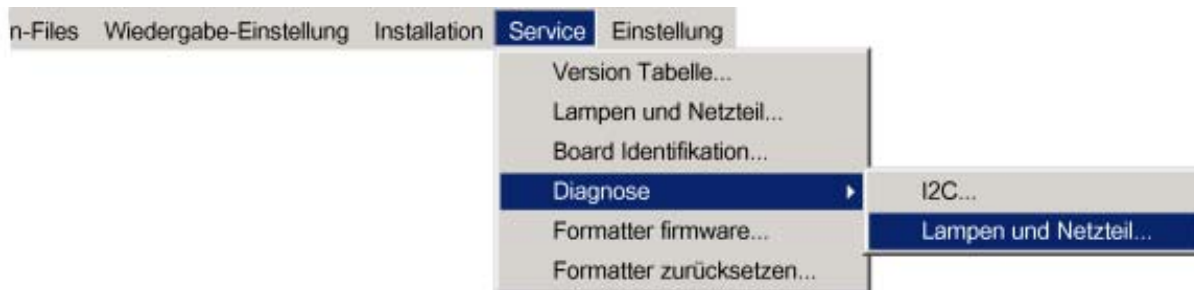 n-Files Wiedergabe-Einstellung Installation Service Einstellung
Version Tabelle...
Lampen und Netzteil...
Board Identifikation...
Diagnose
I2C...
Lampen und Netzteil...
Formatter firmware...
Formatter zurücksetzen...